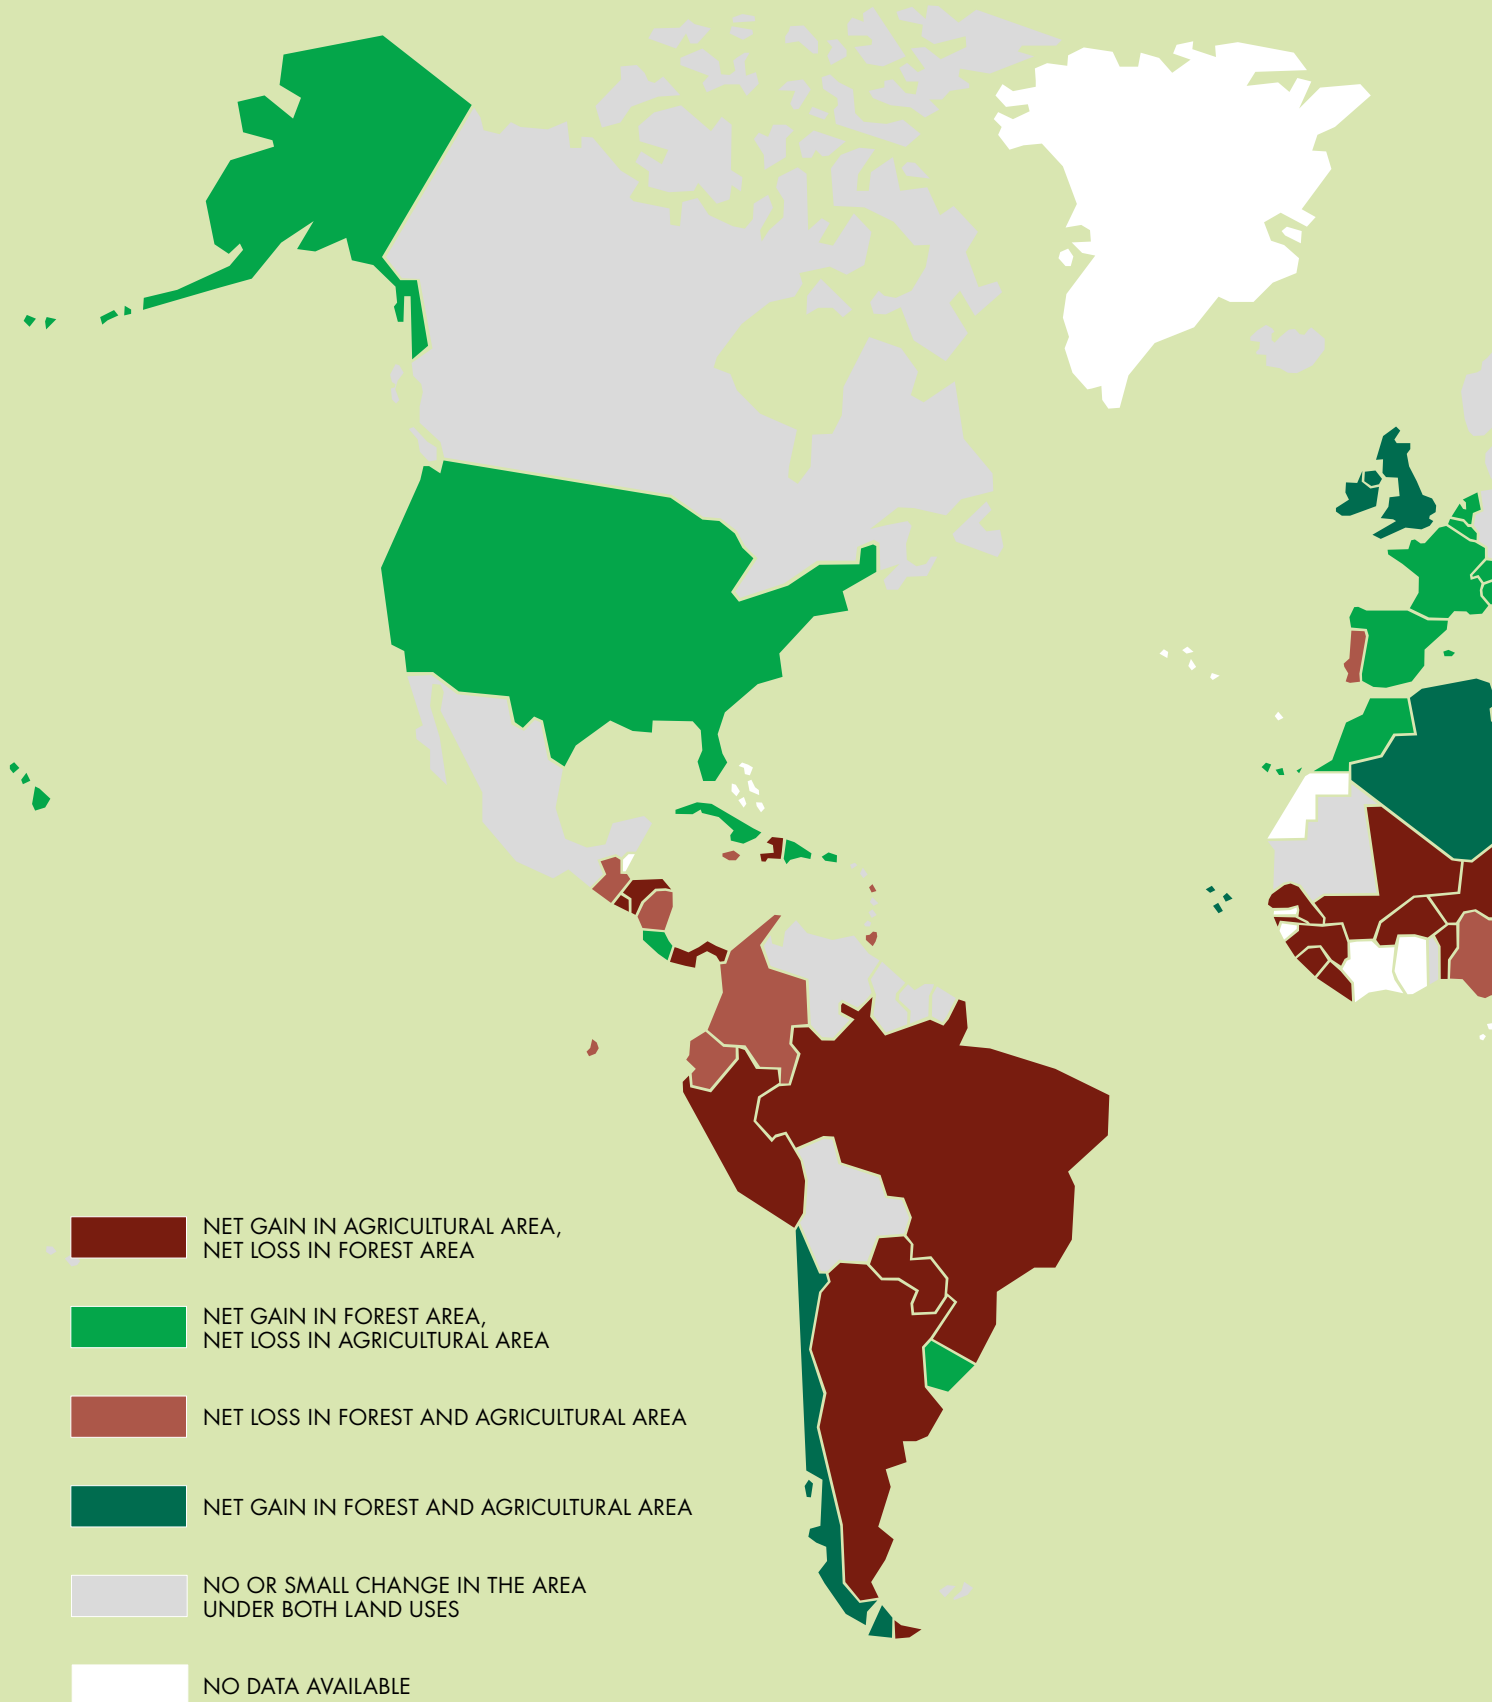 NET GAIN IN AGRICULTURAL AREA,
NET LOSS IN FOREST AREA
NET GAIN IN FOREST AREA,
NET LOSS IN AGRICULTURAL AREA
NET LOSS IN FOREST AND AGRICULTURAL AREA
NET GAIN IN FOREST AND AGRICULTURAL AREA
NO OR SMALL CHANGE IN THE AREA
UNDER BOTH LAND USES
NO DATA AVAILABLE